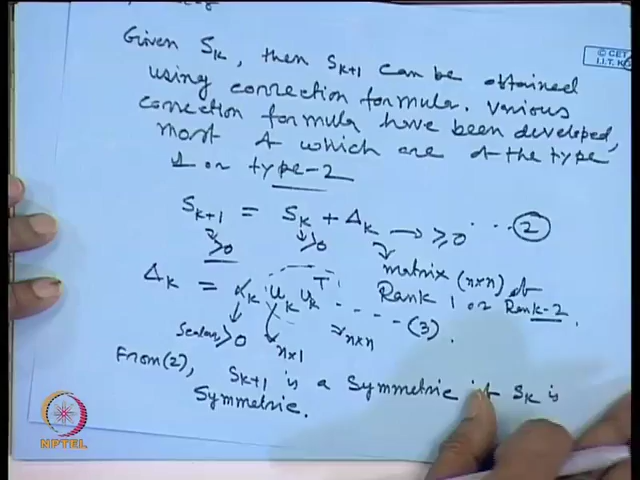 Given Sk, then Sk+1 can be obtained
using correction formula. Various
correction formula have been developed,
most of which are of the type
1 or type-2
Sk+1 = Sk + Δk → ≥0 ... (2)
>0 >0
matrix (n×n) of
Rank 1 or Rank-2.
Δk = αk uk uk^T .... (3).
Scalar, >0 n×1 ⇒ n×n
From (2), Sk+1 is a symmetric if Sk is
Symmetric.
© CET
I.I.T. KGP
NPTEL